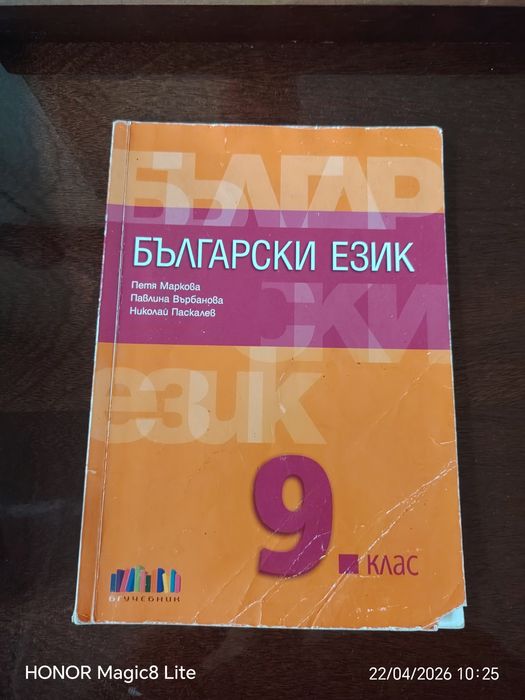 БЪЛГАР
БЪЛГАРСКИ ЕЗИК
Петя Маркова
Павлина Върбанова
Николай Паскалев
ски
език
9. клас
БГУЧЕБНИК
HONOR Magic8 Lite
22/04/2026 10:25